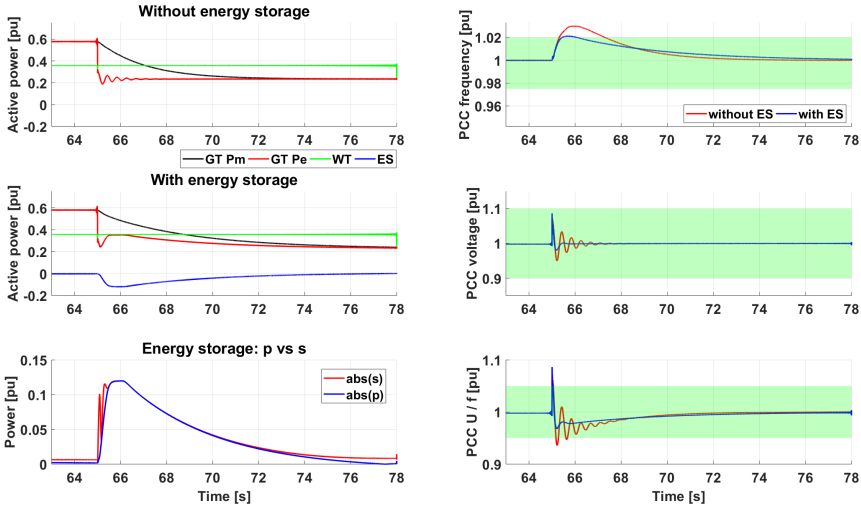 Without energy storage
Active power [pu]
0.6
0.4
0.2
0
-0.2
64 66 68 70 72 74 76 78
GT Pm GT Pe WT ES
With energy storage
Active power [pu]
0.6
0.4
0.2
0
-0.2
64 66 68 70 72 74 76 78
Energy storage: p vs s
Power [pu]
0.15
0.1
0.05
0
abs(s)
abs(p)
64 66 68 70 72 74 76 78
Time [s]
PCC frequency [pu]
1.02
1
0.98
0.96
without ES with ES
64 66 68 70 72 74 76 78
PCC voltage [pu]
1.1
1
0.9
64 66 68 70 72 74 76 78
PCC U / f [pu]
1.1
1
0.9
64 66 68 70 72 74 76 78
Time [s]